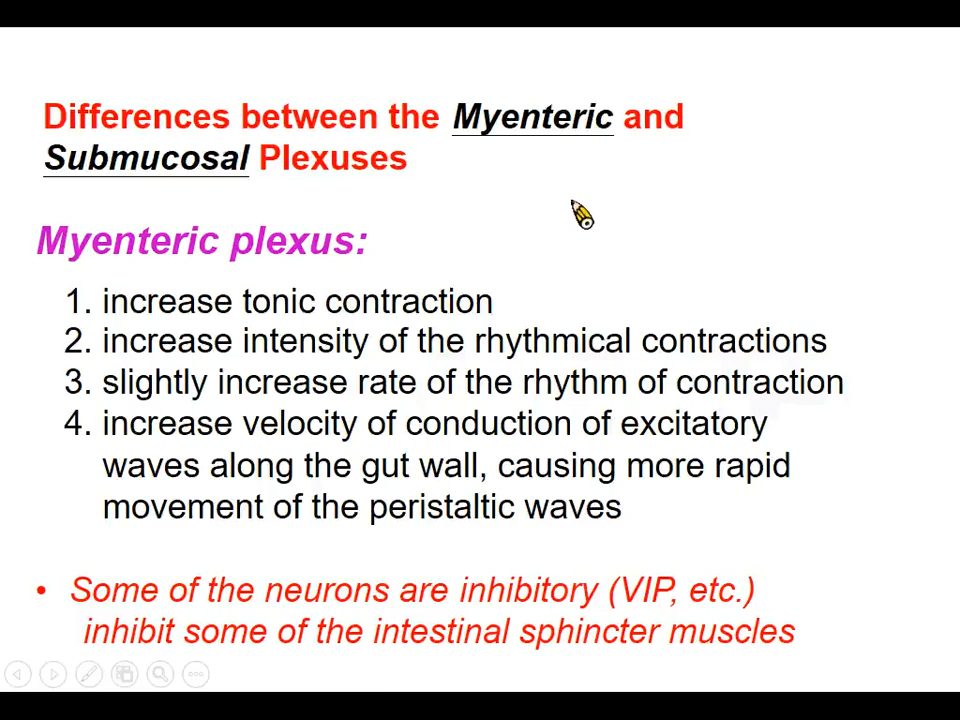 Differences between the Myenteric and
Submucosal Plexuses
Myenteric plexus:
1. increase tonic contraction
2. increase intensity of the rhythmical contractions
3. slightly increase rate of the rhythm of contraction
4. increase velocity of conduction of excitatory
waves along the gut wall, causing more rapid
movement of the peristaltic waves
• Some of the neurons are inhibitory (VIP, etc.)
inhibit some of the intestinal sphincter muscles